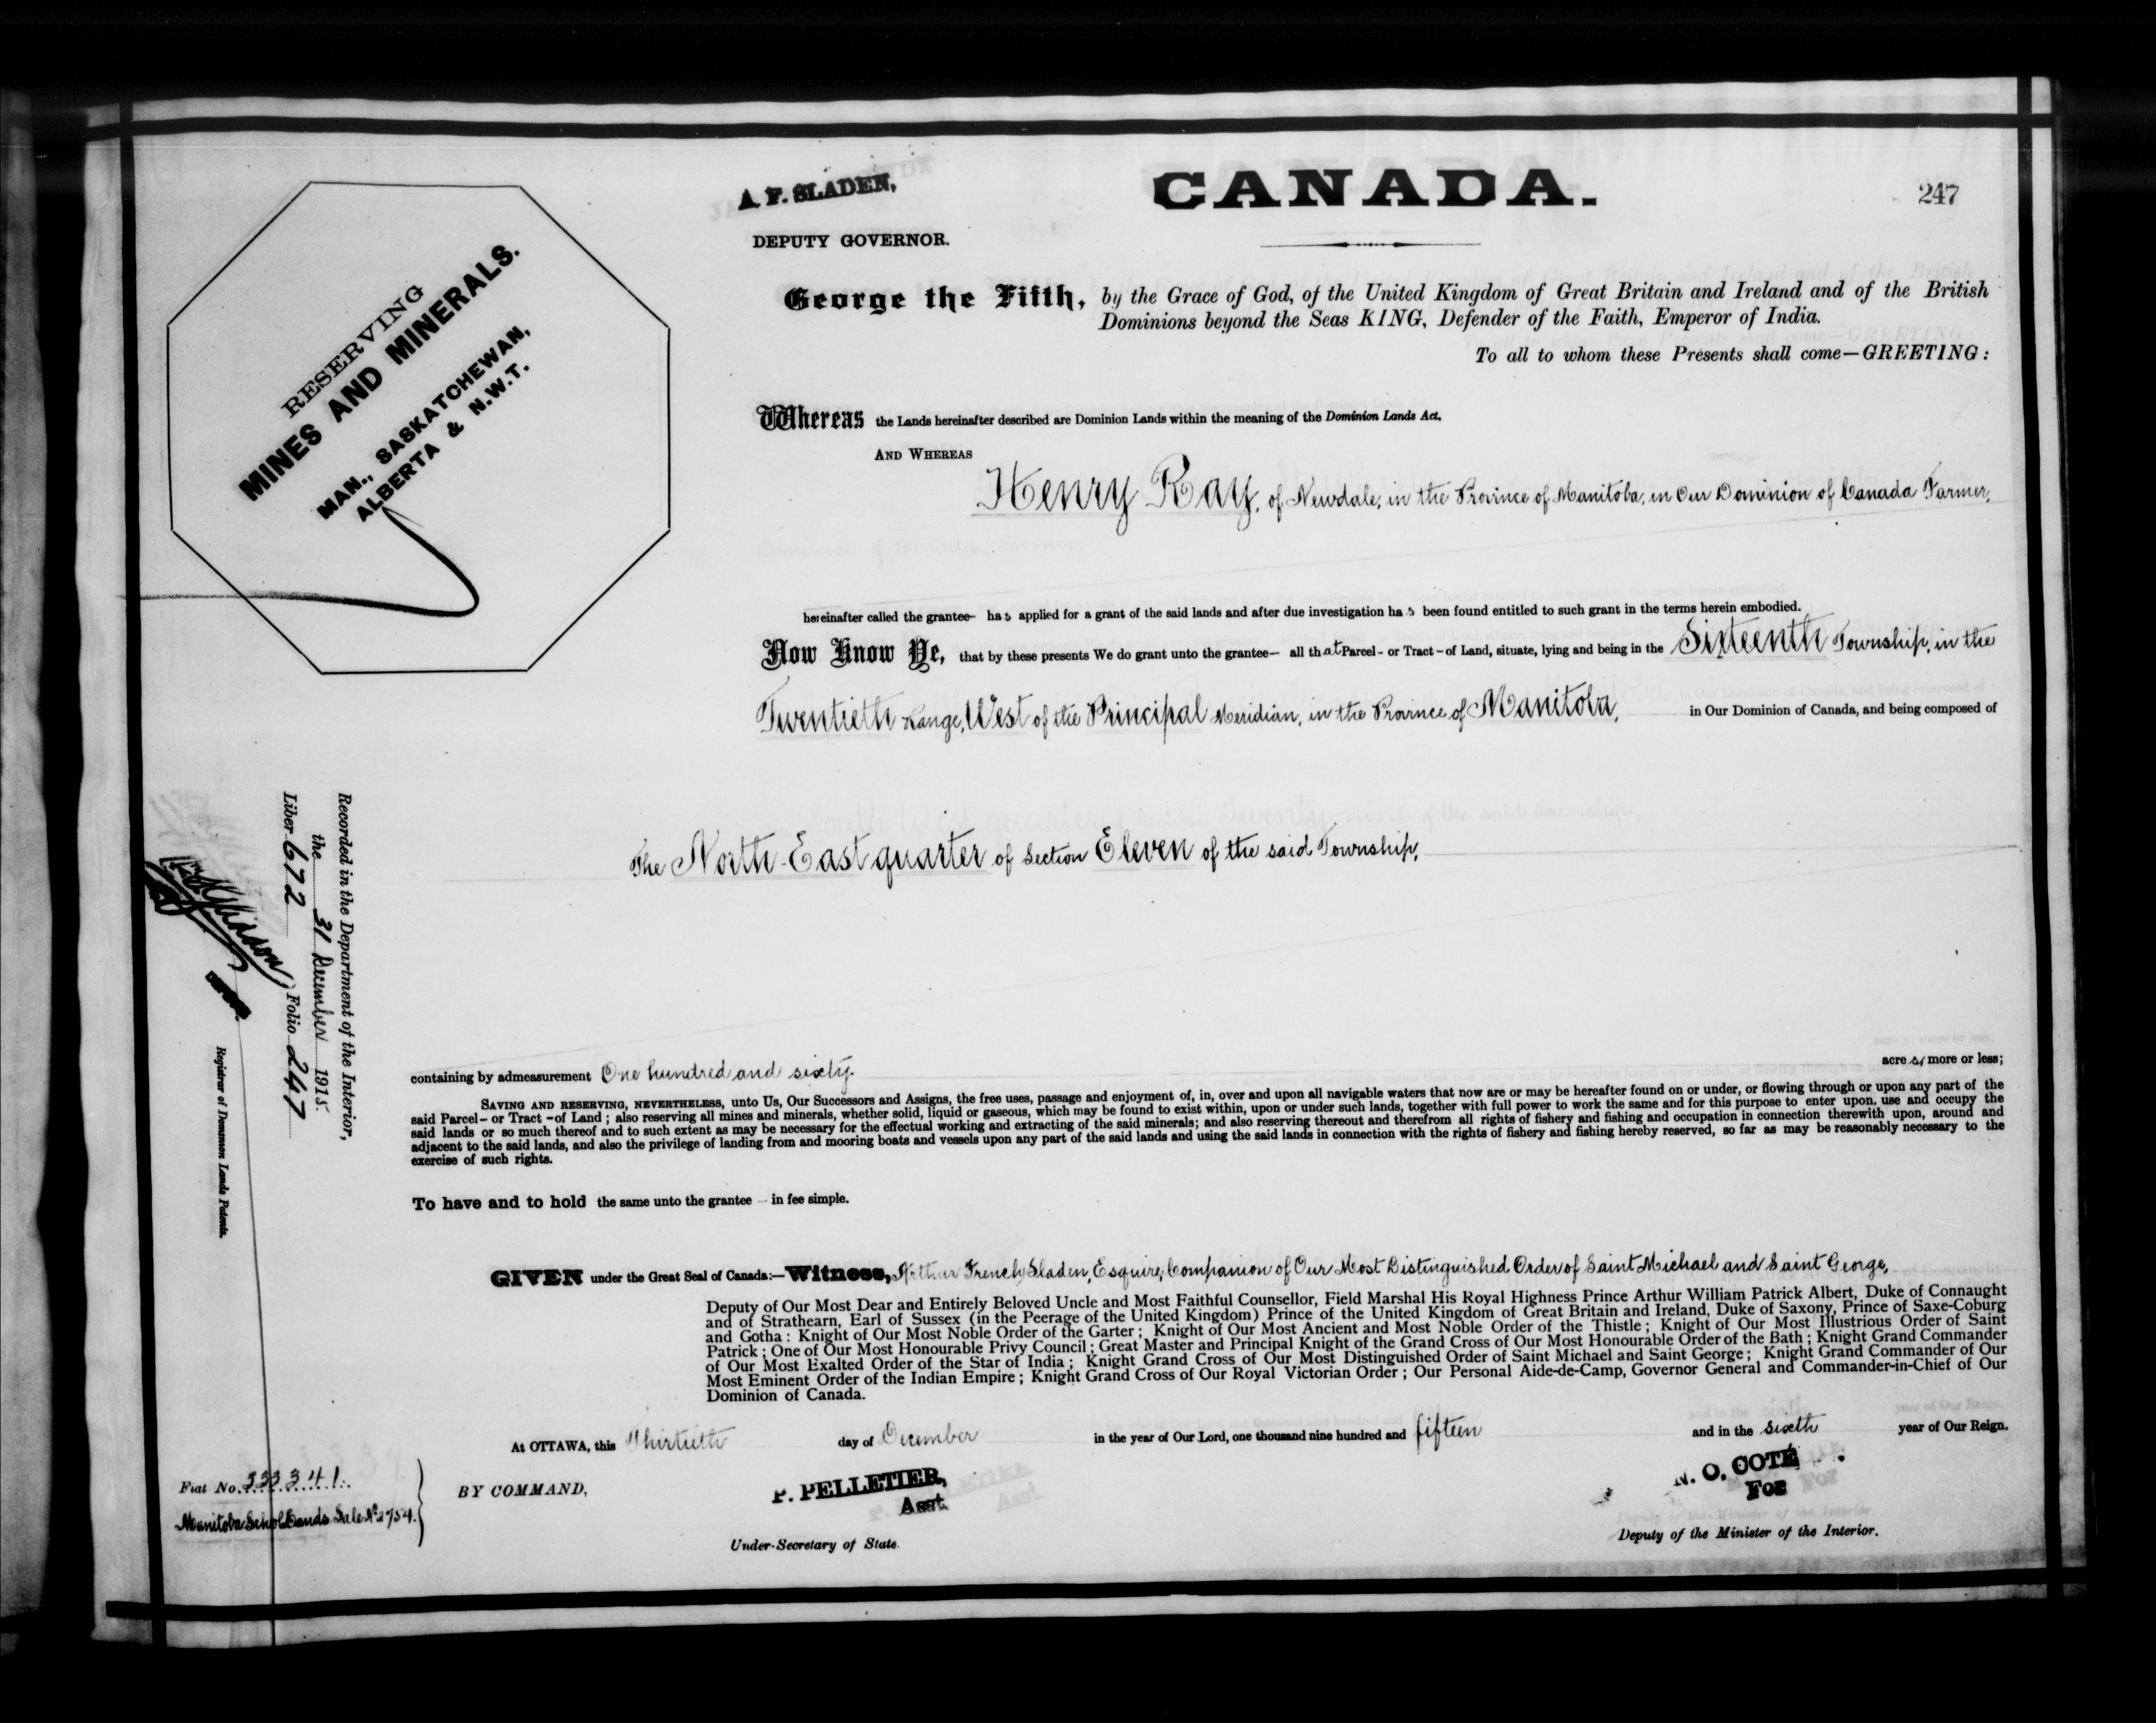 247
A. F. SLADEN,
DEPUTY GOVERNOR.
CANADA.
RESERVING
MINES AND MINERALS.
MAN., SASKATCHEWAN,
ALBERTA & N.W.T.
George the Fifth, by the Grace of God, of the United Kingdom of Great Britain and Ireland and of the British
Dominions beyond the Seas KING, Defender of the Faith, Emperor of India.
To all to whom these Presents shall come—GREETING:
Whereas the Lands hereinafter described are Dominion Lands within the meaning of the Dominion Lands Act.
AND WHEREAS
Henry Ray, of Newdale, in the Province of Manitoba, in Our Dominion of Canada Farmer,
hereinafter called the grantee– has applied for a grant of the said lands and after due investigation has been found entitled to such grant in the terms herein embodied.
Now Know Ye, that by these presents We do grant unto the grantee— all that Parcel- or Tract -of Land, situate, lying and being in the Sixteenth Township, in the
Twentieth Range, West of the Principal Meridian, in the Province of Manitoba, in Our Dominion of Canada, and being composed of
The North-East quarter of Section Eleven of the said Township,
containing by admeasurement One hundred and sixty acres, more or less;
SAVING AND RESERVING, NEVERTHELESS, unto Us, Our Successors and Assigns, the free uses, passage and enjoyment of, in, over and upon all navigable waters that now are or may be hereafter found on or under, or flowing through or upon any part of the
said Parcel- or Tract -of Land; also reserving all mines and minerals, whether solid, liquid or gaseous, which may be found to exist within, upon or under such lands, together with full power to work the same and for this purpose to enter upon, use and occupy the
said lands or so much thereof and to such extent as may be necessary for the effectual working and extracting of the said minerals; and also reserving thereout and therefrom all rights of fishery and fishing and occupation in connection therewith upon, around and
adjacent to the said lands, and also the privilege of landing from and mooring boats and vessels upon any part of the said lands and using the said lands in connection with the rights of fishery and fishing hereby reserved, so far as may be reasonably necessary to the
exercise of such rights.
To have and to hold the same unto the grantee – in fee simple.
GIVEN under the Great Seal of Canada:—Witness, Arthur French Sladen, Esquire, Companion of Our Most Distinguished Order of Saint Michael and Saint George,
Deputy of Our Most Dear and Entirely Beloved Uncle and Most Faithful Counsellor, Field Marshal His Royal Highness Prince Arthur William Patrick Albert, Duke of Connaught
and of Strathearn, Earl of Sussex (in the Peerage of the United Kingdom) Prince of the United Kingdom of Great Britain and Ireland, Duke of Saxony, Prince of Saxe-Coburg
and Gotha: Knight of Our Most Noble Order of the Garter; Knight of Our Most Ancient and Most Noble Order of the Thistle; Knight of Our Most Illustrious Order of Saint
Patrick; One of Our Most Honourable Privy Council; Great Master and Principal Knight of the Grand Cross of Our Most Honourable Order of the Bath; Knight Grand Commander
of Our Most Exalted Order of the Star of India; Knight Grand Cross of Our Most Distinguished Order of Saint Michael and Saint George; Knight Grand Commander of Our
Most Eminent Order of the Indian Empire; Knight Grand Cross of Our Royal Victorian Order; Our Personal Aide-de-Camp, Governor General and Commander-in-Chief of Our
Dominion of Canada.
At OTTAWA, this Thirtieth day of December in the year of Our Lord, one thousand nine hundred and fifteen and in the sixth year of Our Reign.
BY COMMAND,
P. PELLETIER,
Asst.
Under-Secretary of State.
N. O. COTÉ
For
Deputy of the Minister of the Interior.
Fiat No. 333341.
Manitoba School Lands Sale No 2754.
Recorded in the Department of the Interior,
the 31 December 1915.
Liber 672 Folio 247
Registrar of Dominion Lands Patents.